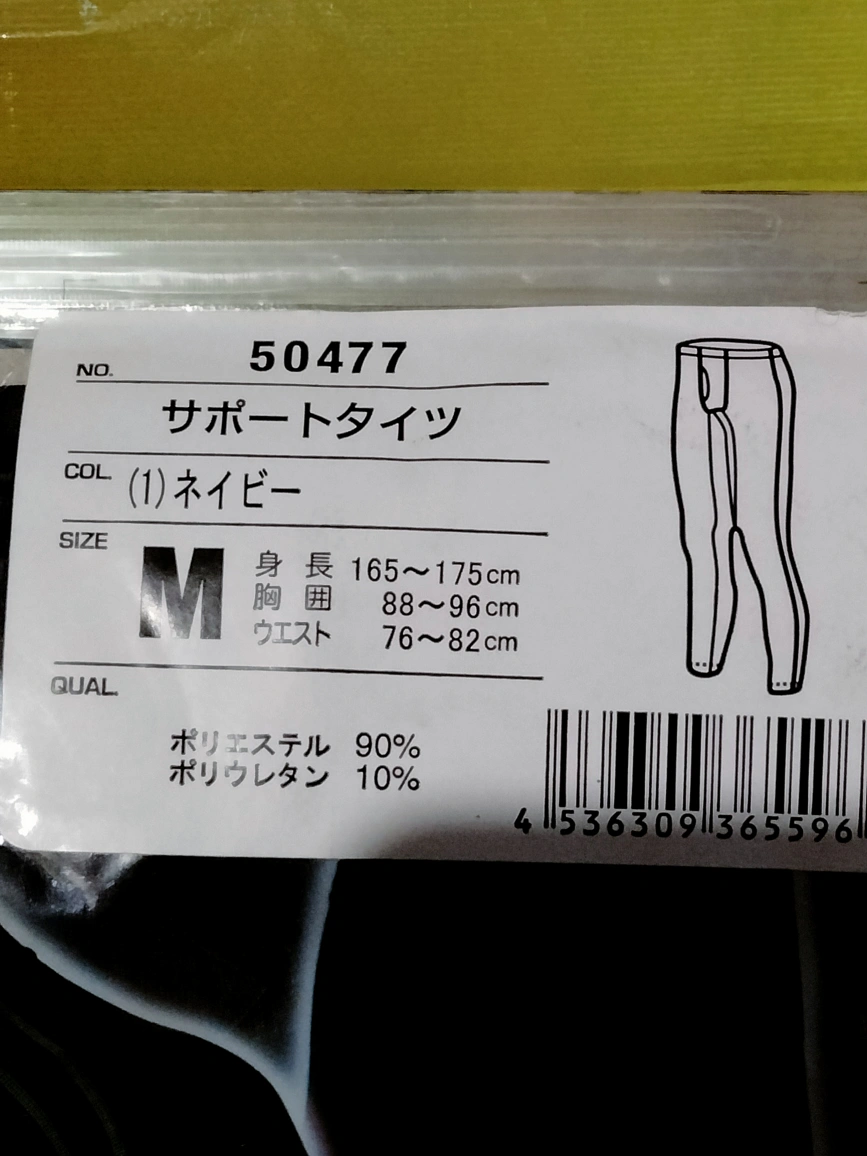 NO. 50477
サポートタイツ
COL. (1)ネイビー
SIZE M
身長 165～175cm
胸囲 88～96cm
ウエスト 76～82cm
QUAL.
ポリエステル 90%
ポリウレタン 10%
4 536309 365596